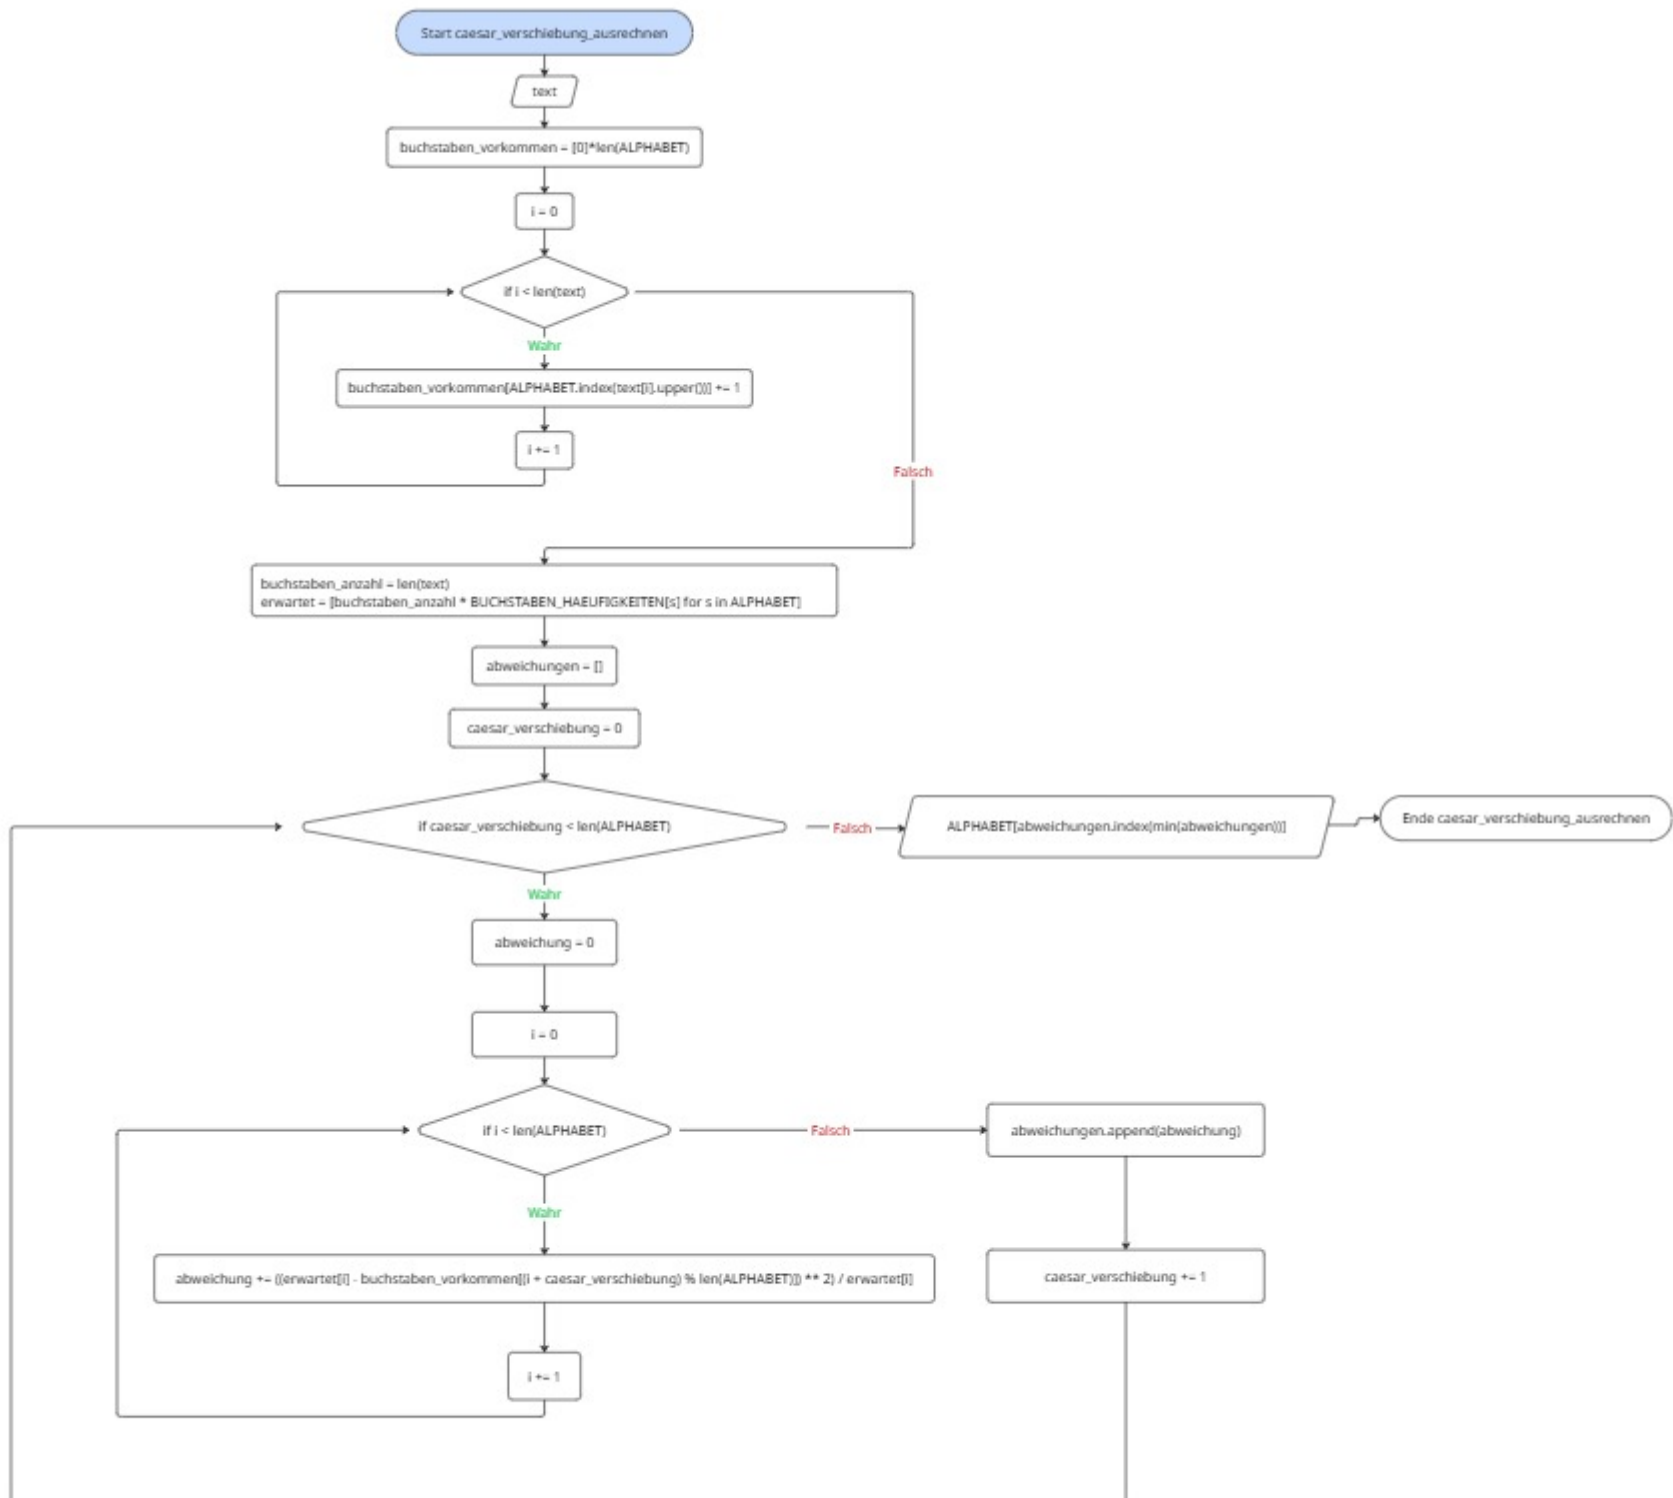 Start caesar_verschiebung_ausrechnen
text
buchstaben_vorkommen = [0]*len(ALPHABET)
i = 0
if i < len(text)
Wahr
buchstaben_vorkommen[ALPHABET.index(text[i].upper())] += 1
i += 1
Falsch
buchstaben_anzahl = len(text)
erwartet = [buchstaben_anzahl * BUCHSTABEN_HAEUFIGKEITEN[s] for s in ALPHABET]
abweichungen = []
caesar_verschiebung = 0
if caesar_verschiebung < len(ALPHABET)
Falsch
ALPHABET[abweichungen.index(min(abweichungen))]
Ende caesar_verschiebung_ausrechnen
Wahr
abweichung = 0
i = 0
if i < len(ALPHABET)
Falsch
abweichungen.append(abweichung)
Wahr
abweichung += ((erwartet[i] - buchstaben_vorkommen[(i + caesar_verschiebung) % len(ALPHABET)]) ** 2) / erwartet[i]
caesar_verschiebung += 1
i += 1